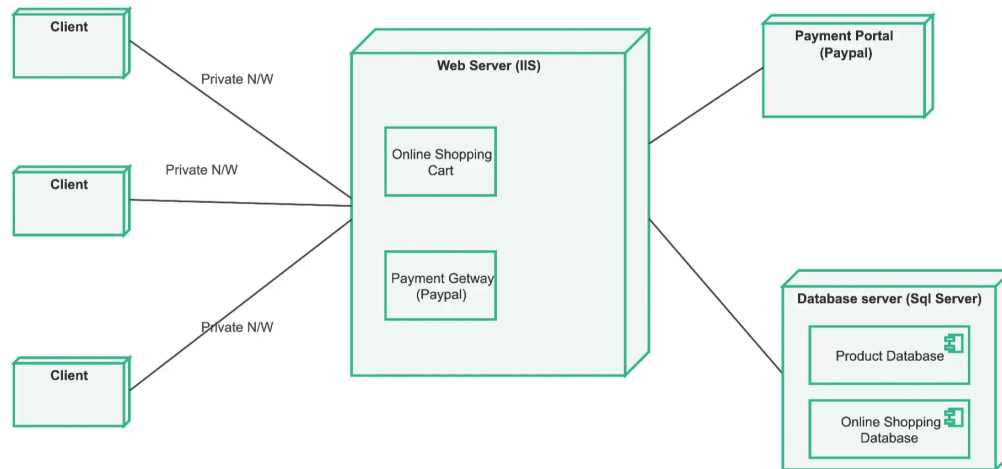 Client
Private N/W
Client
Private N/W
Client
Private N/W
Web Server (IIS)
Online Shopping
Cart
Payment Getway
(Paypal)
Payment Portal
(Paypal)
Database server (Sql Server)
Product Database
Online Shopping
Database